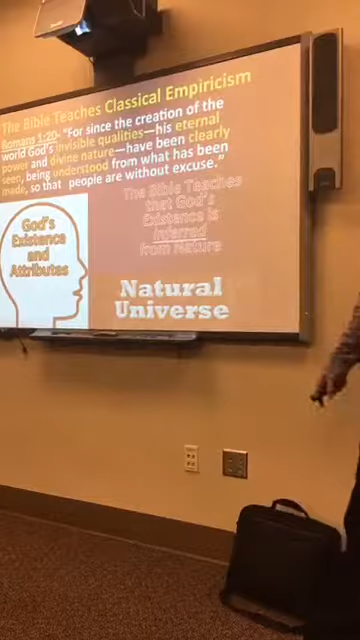 The Bible Teaches Classical Empiricism
Romans 1:20- "For since the creation of the
world God's invisible qualities—his eternal
power and divine nature—have been clearly
seen, being understood from what has been
made, so that people are without excuse."
The Bible Teaches
that God's
Existence is
Inferred
from Nature
God's
Existence
and
Attributes
Natural
Universe